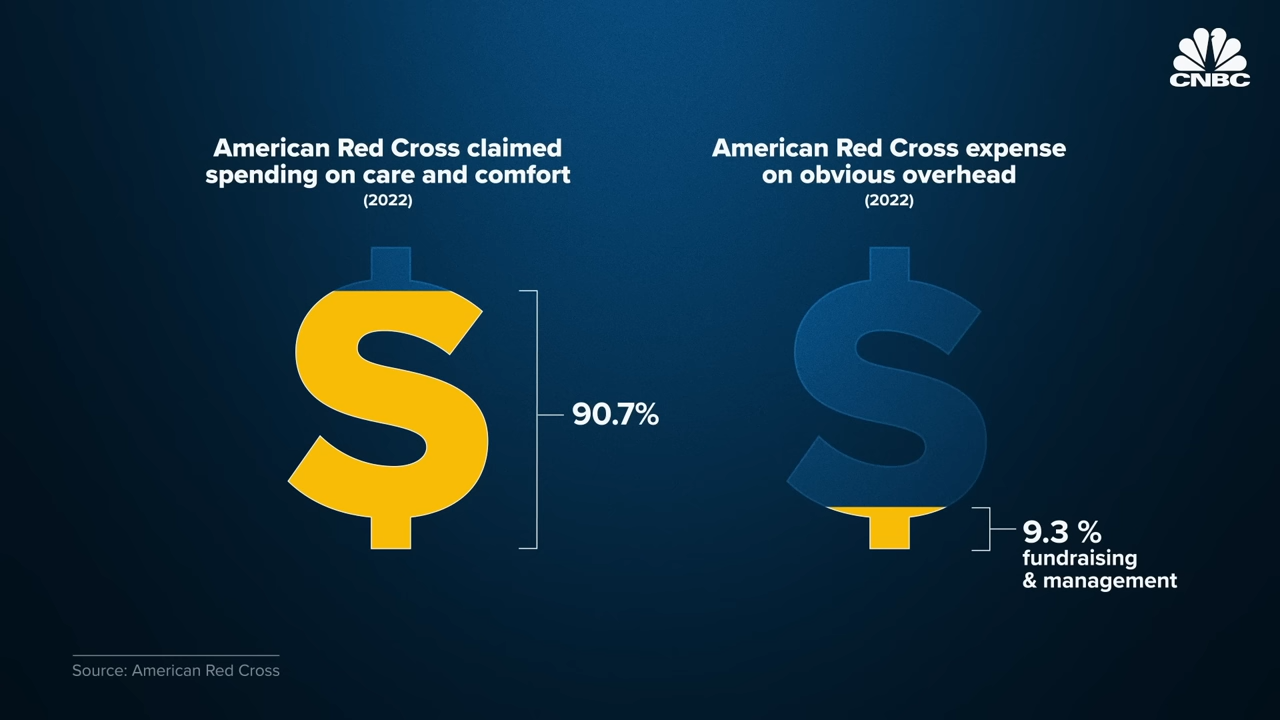 CNBC
American Red Cross claimed
spending on care and comfort
(2022)
90.7%
American Red Cross expense
on obvious overhead
(2022)
9.3 %
fundraising
& management
Source: American Red Cross